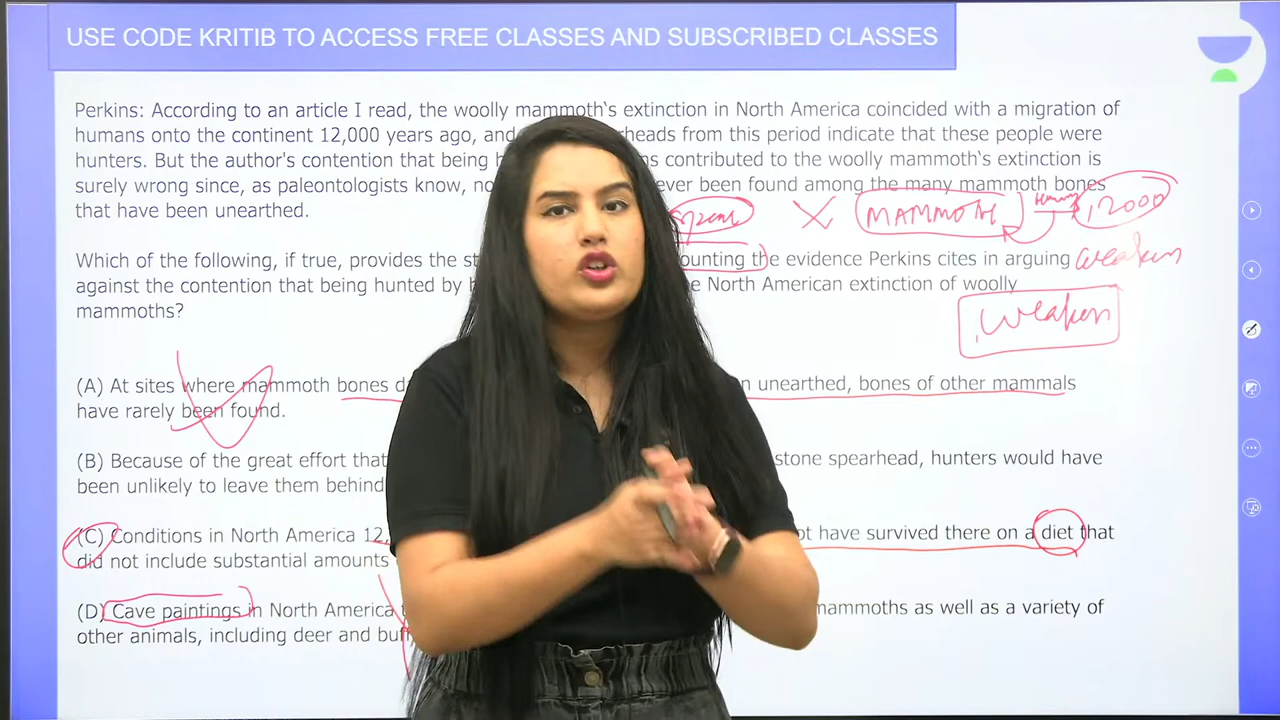 USE CODE KRITIB TO ACCESS FREE CLASSES AND SUBSCRIBED CLASSES
Perkins: According to an article I read, the woolly mammoth's extinction in North America coincided with a migration of
humans onto the continent 12,000 years ago, and rheads from this period indicate that these people were
hunters. But the author's contention that being contributed to the woolly mammoth's extinction is
surely wrong since, as paleontologists know, ever been found among the many mammoth bones
that have been unearthed.
MAMMOTH 12000
Which of the following, if true, provides the ounting the evidence Perkins cites in arguing weaken
against the contention that being hunted by North American extinction of woolly
mammoths?
weaken
(A) At sites where mammoth bones unearthed, bones of other mammals
have rarely been found.
(B) Because of the great effort that stone spearhead, hunters would have
been unlikely to leave them behind
(C) Conditions in North America 12, have survived there on a diet that
did not include substantial amounts
(D) Cave paintings in North America mammoths as well as a variety of
other animals, including deer and